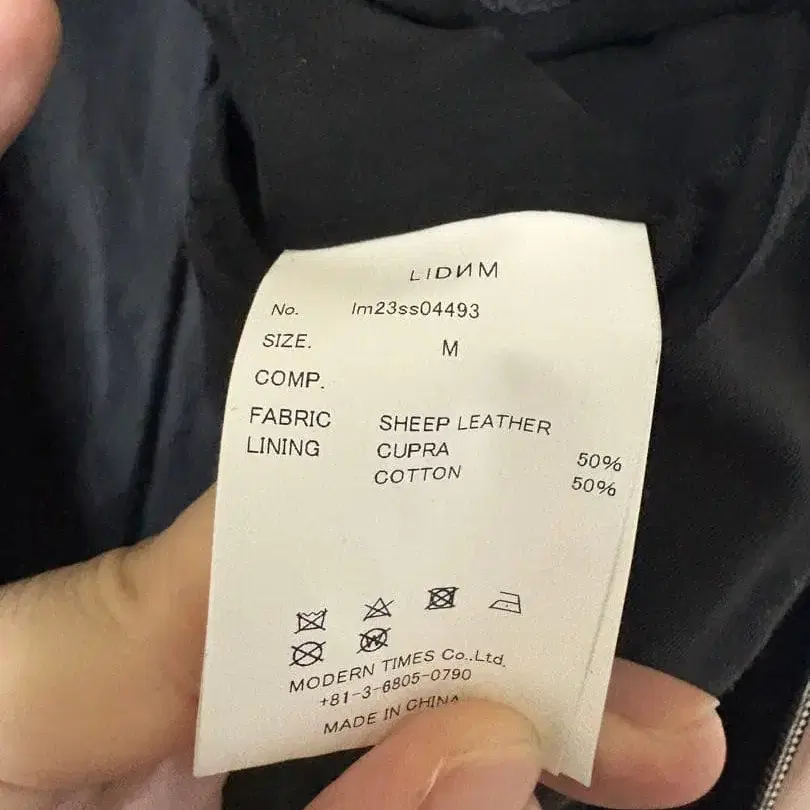 LIDИM
No. lm23ss04493
SIZE. M
COMP.
FABRIC SHEEP LEATHER
LINING CUPRA 50%
COTTON 50%
W
MODERN TIMES Co.,Ltd.
+81-3-6805-0790
MADE IN CHINA